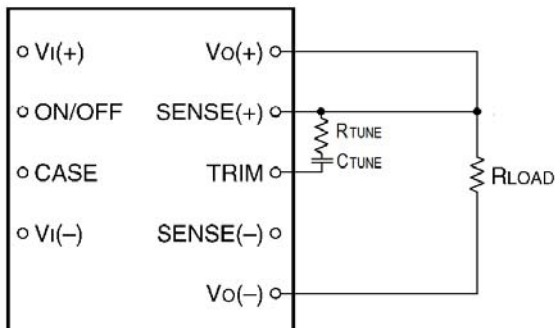 VI(+) VO(+)
ON/OFF SENSE(+)
RTUNE
CTUNE
CASE TRIM
RLOAD
VI(–) SENSE(–)
VO(–)